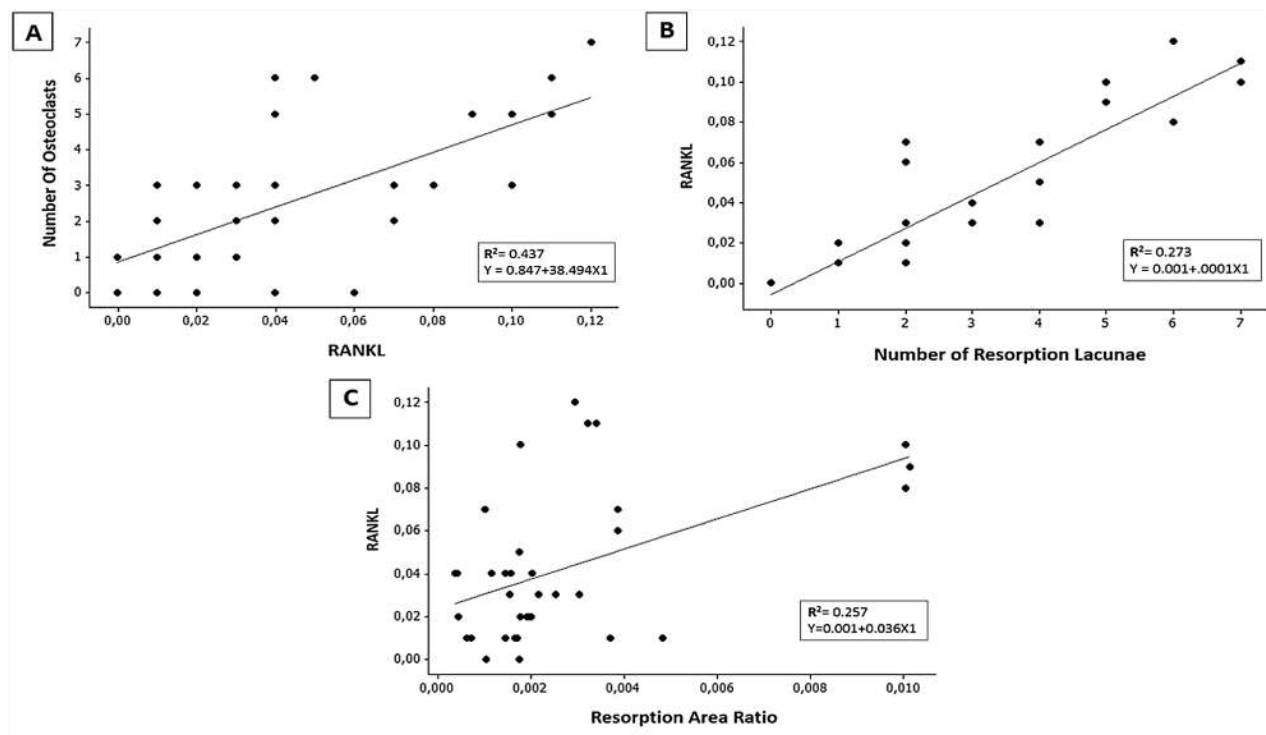 A
Number Of Osteoclasts
7
6
5
4
3
2
1
0
R²= 0.437
Y = 0.847+38.494X1
0,00 0,02 0,04 0,06 0,08 0,10 0,12
RANKL
B
RANKL
0,12
0,10
0,08
0,06
0,04
0,02
0,00
R²= 0.273
Y = 0.001+.0001X1
0 1 2 3 4 5 6 7
Number of Resorption Lacunae
C
RANKL
0,12
0,10
0,08
0,06
0,04
0,02
0,00
R²= 0.257
Y=0.001+0.036X1
0,000 0,002 0,004 0,006 0,008 0,010
Resorption Area Ratio